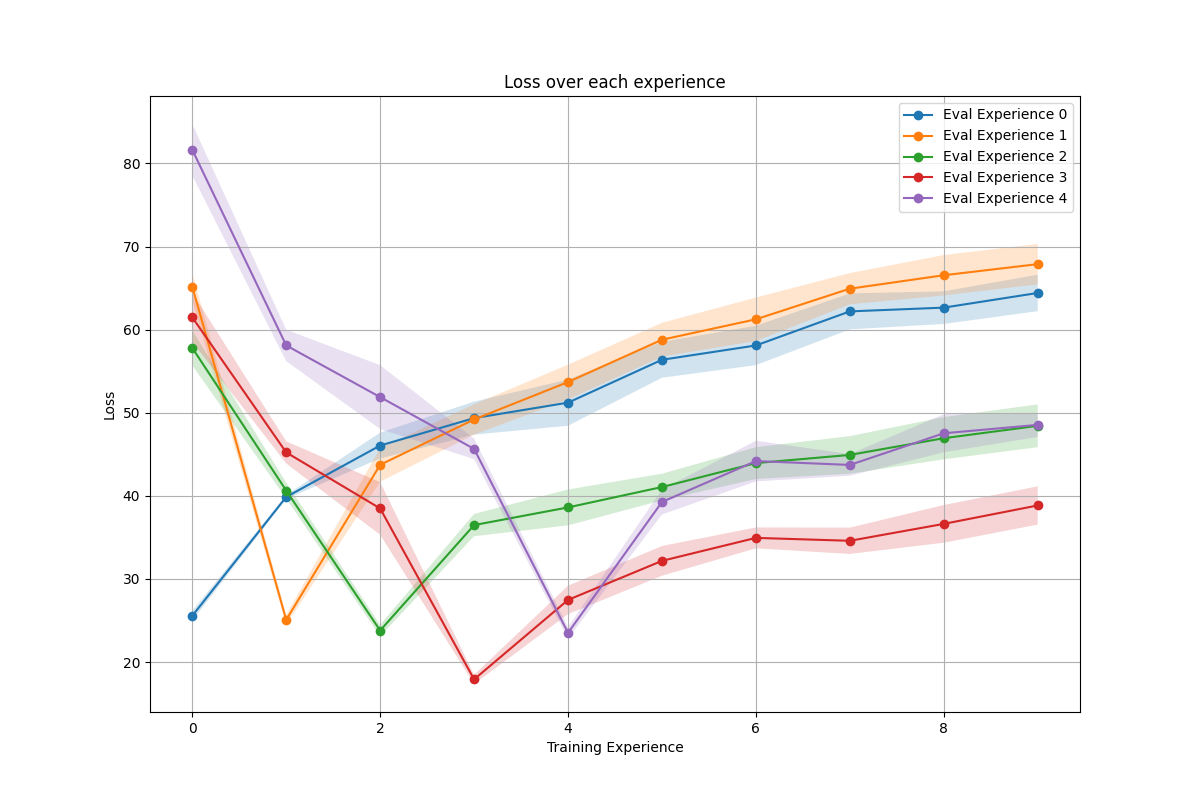 Loss over each experience
Eval Experience 0
Eval Experience 1
Eval Experience 2
Eval Experience 3
Eval Experience 4
80
70
60
50
40
30
20
Loss
0 2 4 6 8
Training Experience